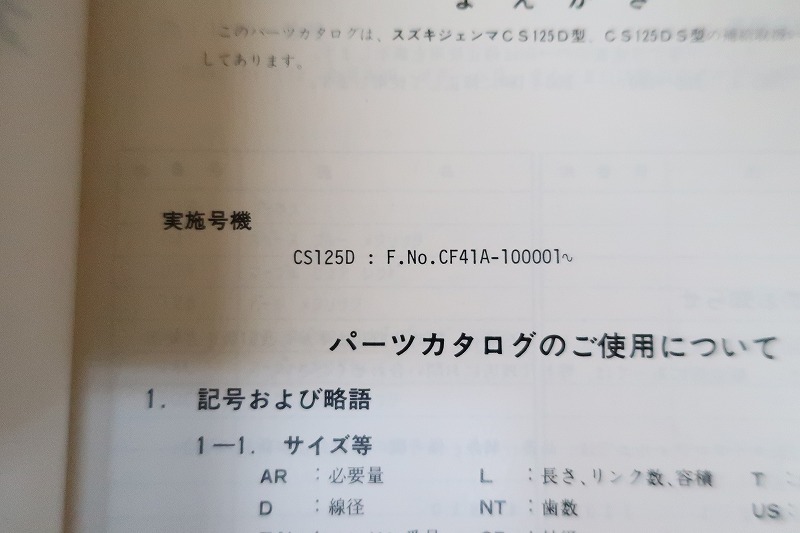 まえがき
このパーツカタログは、スズキジェンマCS125D型、CS125DS型の補給
してあります。
実施号機
CS125D : F.No.CF41A-100001~
パーツカタログのご使用について
1. 記号および略語
1—1. サイズ等
AR :必要量 L :長さ、リンク数、容積 T :
D :線径 NT :歯数 US :